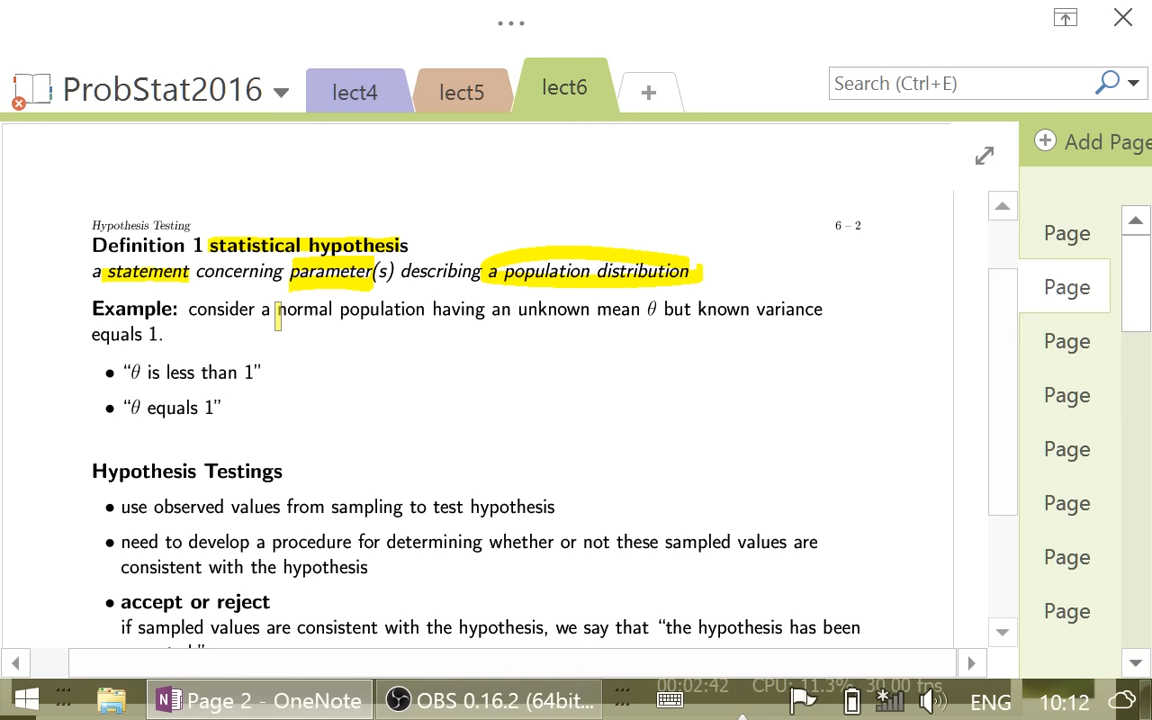 ProbStat2016
lect4
lect5
lect6
Search (Ctrl+E)
Add Page
Hypothesis Testing
6 – 2
Definition 1 statistical hypothesis
a statement concerning parameter(s) describing a population distribution
Example: consider a normal population having an unknown mean θ but known variance
equals 1.
• “θ is less than 1”
• “θ equals 1”
Hypothesis Testings
• use observed values from sampling to test hypothesis
• need to develop a procedure for determining whether or not these sampled values are
consistent with the hypothesis
• accept or reject
if sampled values are consistent with the hypothesis, we say that “the hypothesis has been
Page
Page
Page
Page
Page
Page
Page
Page
Page 2 - OneNote
OBS 0.16.2 (64bit...
00:02:42
CPU: 11.3%, 30.00 fps
ENG
10:12